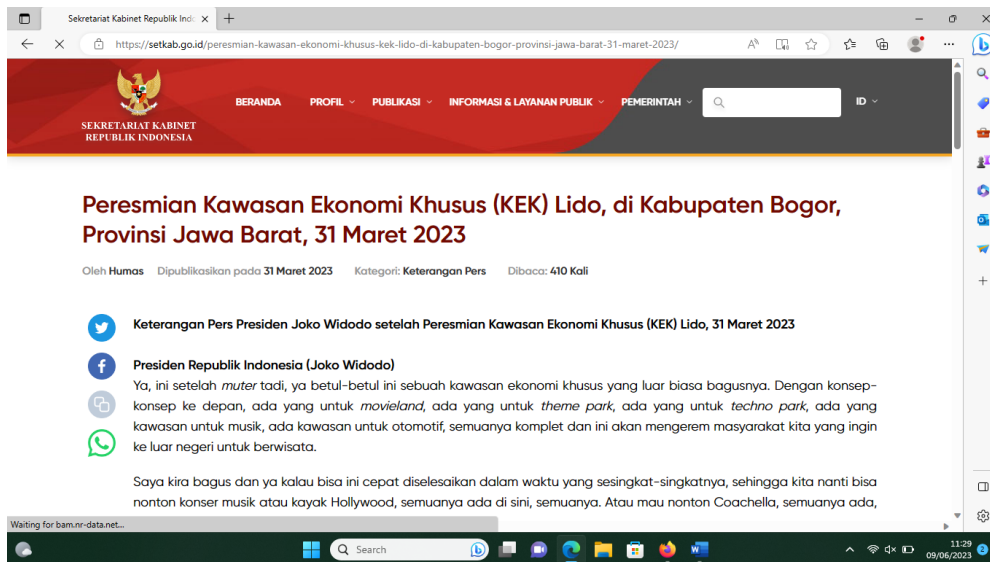 Sekretariat Kabinet Republik Indo
https://setkab.go.id/peresmian-kawasan-ekonomi-khusus-kek-lido-di-kabupaten-bogor-provinsi-jawa-barat-31-maret-2023/
SEKRETARIAT KABINET
REPUBLIK INDONESIA
BERANDA PROFIL PUBLIKASI INFORMASI & LAYANAN PUBLIK PEMERINTAH ID
Peresmian Kawasan Ekonomi Khusus (KEK) Lido, di Kabupaten Bogor,
Provinsi Jawa Barat, 31 Maret 2023
Oleh Humas Dipublikasikan pada 31 Maret 2023 Kategori: Keterangan Pers Dibaca: 410 Kali
Keterangan Pers Presiden Joko Widodo setelah Peresmian Kawasan Ekonomi Khusus (KEK) Lido, 31 Maret 2023
Presiden Republik Indonesia (Joko Widodo)
Ya, ini setelah muter tadi, ya betul-betul ini sebuah kawasan ekonomi khusus yang luar biasa bagusnya. Dengan konsep-
konsep ke depan, ada yang untuk movieland, ada yang untuk theme park, ada yang untuk techno park, ada yang
kawasan untuk musik, ada kawasan untuk otomotif, semuanya komplet dan ini akan mengerem masyarakat kita yang ingin
ke luar negeri untuk berwisata.
Saya kira bagus dan ya kalau bisa ini cepat diselesaikan dalam waktu yang sesingkat-singkatnya, sehingga kita nanti bisa
nonton konser musik atau kayak Hollywood, semuanya ada di sini, semuanya. Atau mau nonton Coachella, semuanya ada,
Waiting for bam.nr-data.net...
Search
11:29
09/06/2023
2